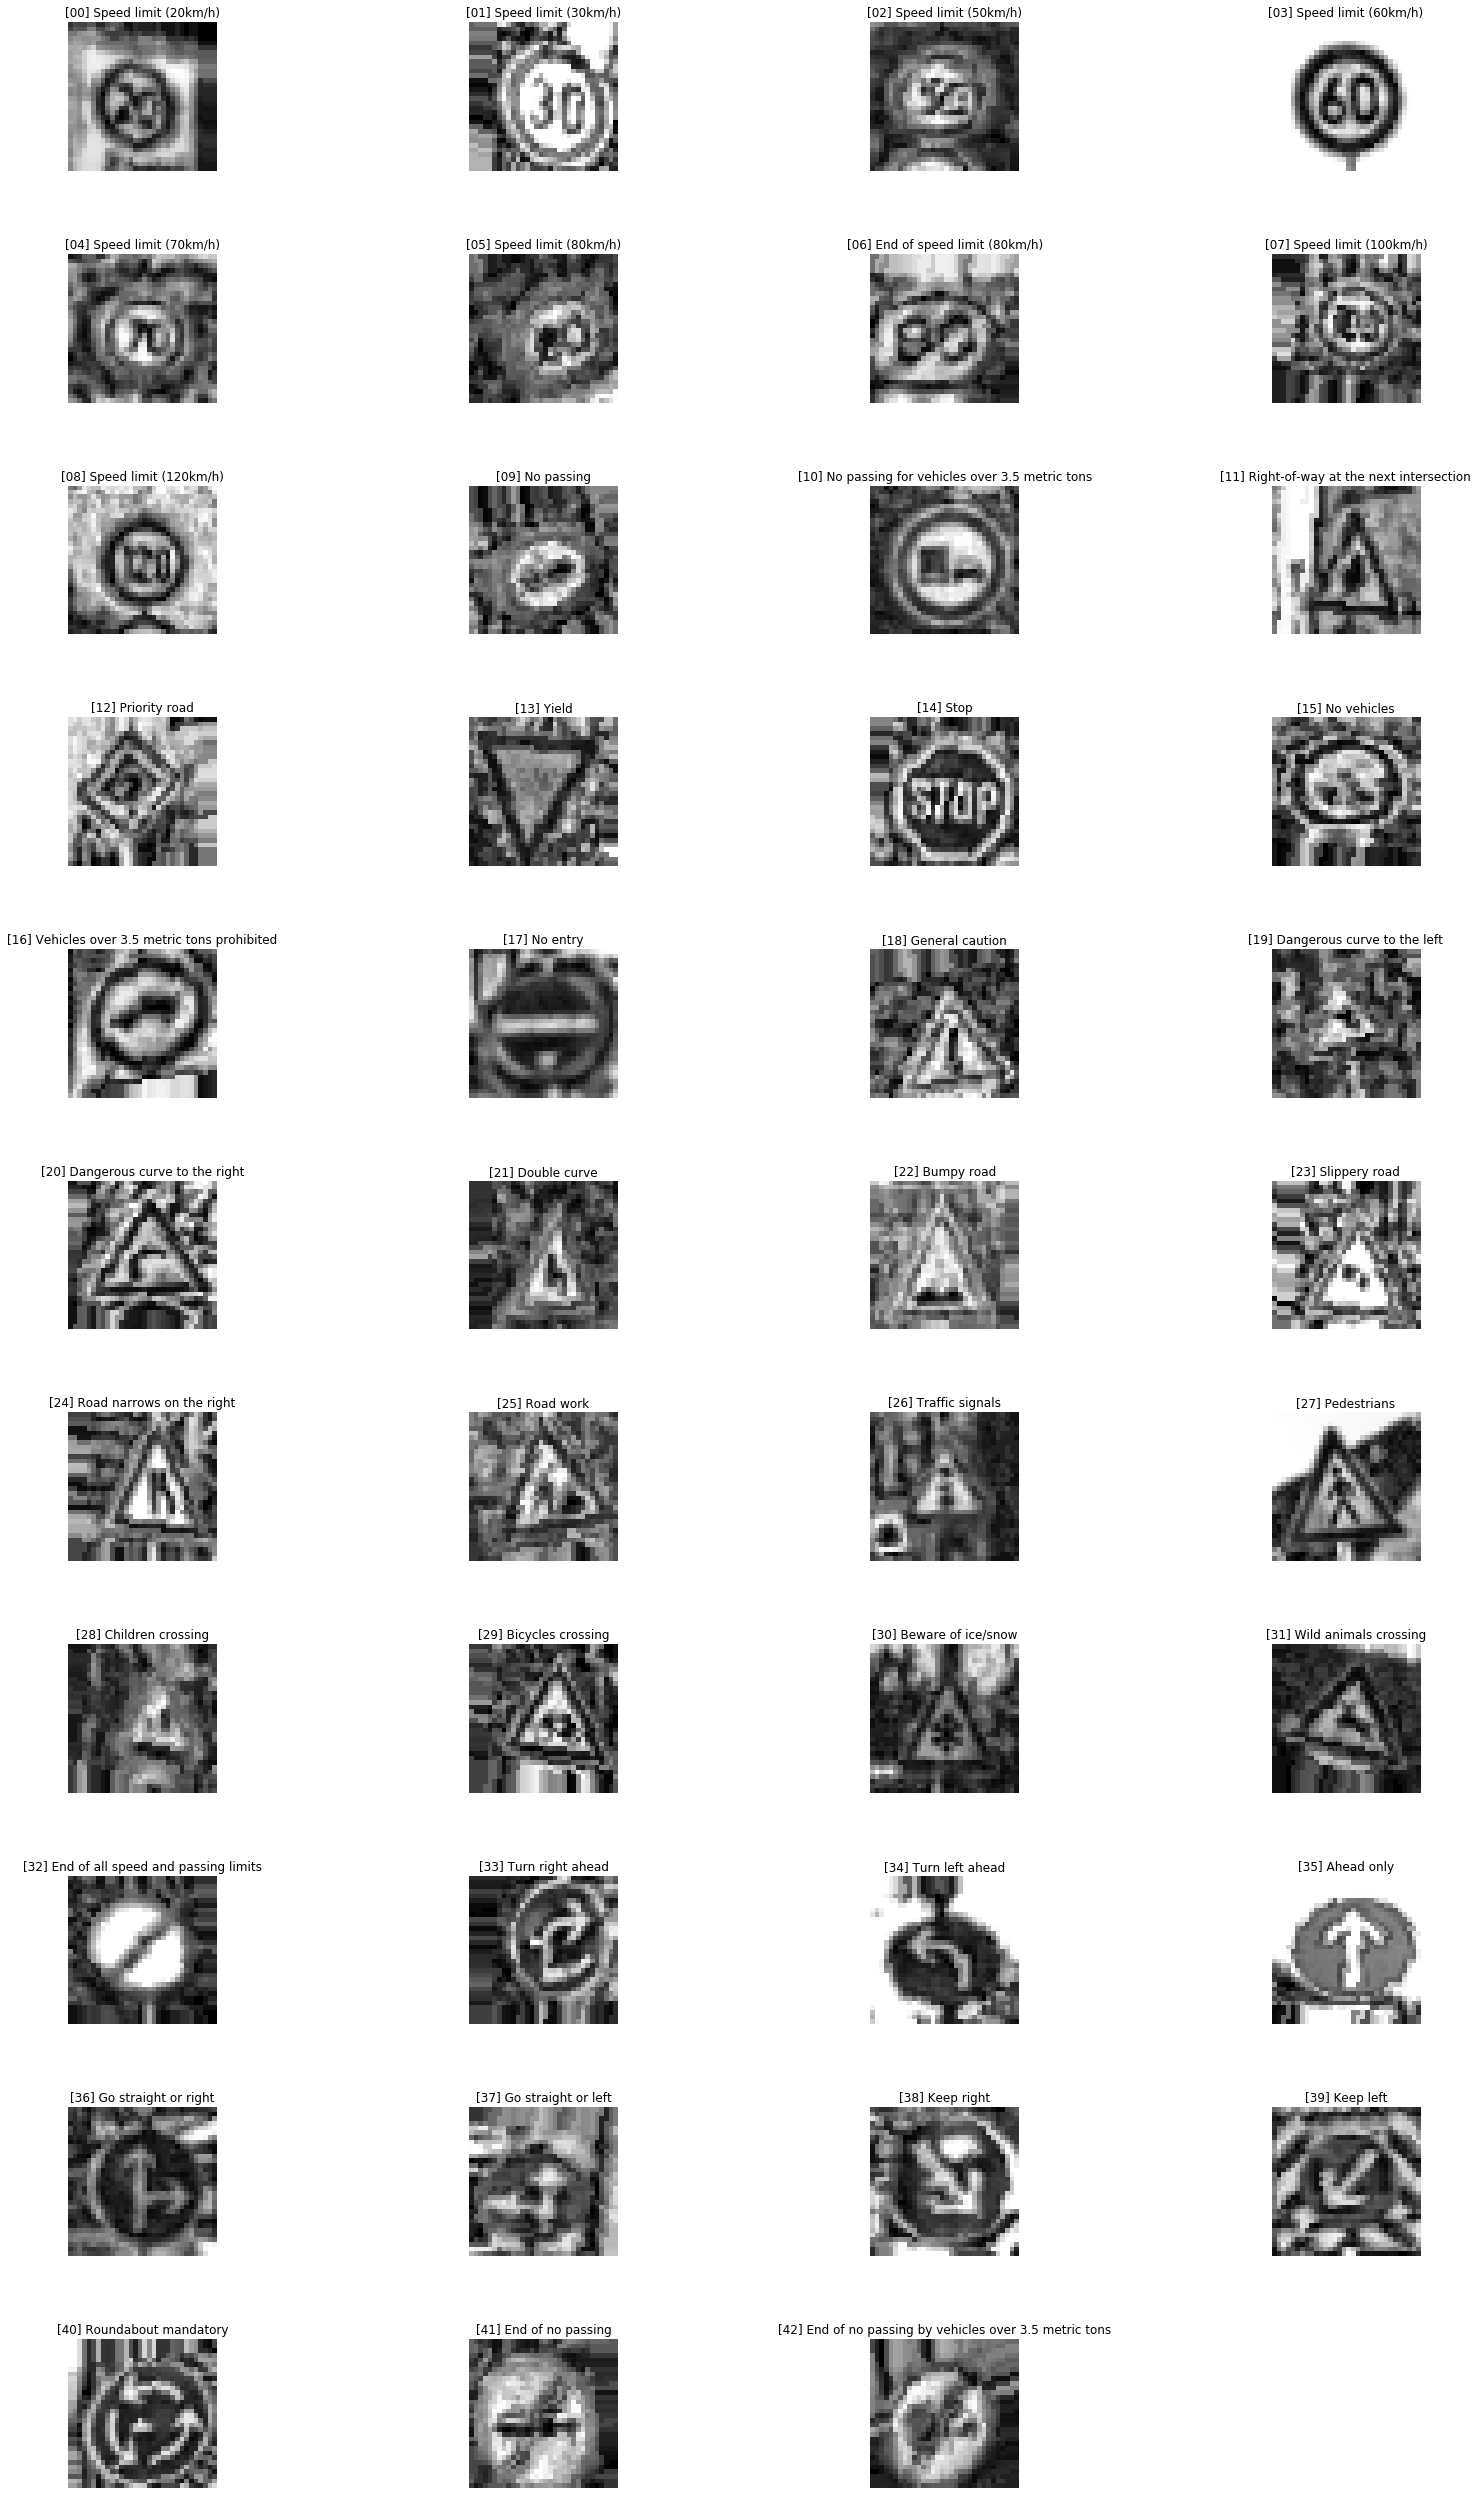 [00] Speed limit (20km/h)
[01] Speed limit (30km/h)
[02] Speed limit (50km/h)
[03] Speed limit (60km/h)
30
60
[04] Speed limit (70km/h)
[05] Speed limit (80km/h)
[06] End of speed limit (80km/h)
[07] Speed limit (100km/h)
70
80
[08] Speed limit (120km/h)
[09] No passing
[10] No passing for vehicles over 3.5 metric tons
[11] Right-of-way at the next intersection
120
[12] Priority road
[13] Yield
[14] Stop
[15] No vehicles
STOP
[16] Vehicles over 3.5 metric tons prohibited
[17] No entry
[18] General caution
[19] Dangerous curve to the left
[20] Dangerous curve to the right
[21] Double curve
[22] Bumpy road
[23] Slippery road
[24] Road narrows on the right
[25] Road work
[26] Traffic signals
[27] Pedestrians
[28] Children crossing
[29] Bicycles crossing
[30] Beware of ice/snow
[31] Wild animals crossing
[32] End of all speed and passing limits
[33] Turn right ahead
[34] Turn left ahead
[35] Ahead only
[36] Go straight or right
[37] Go straight or left
[38] Keep right
[39] Keep left
[40] Roundabout mandatory
[41] End of no passing
[42] End of no passing by vehicles over 3.5 metric tons